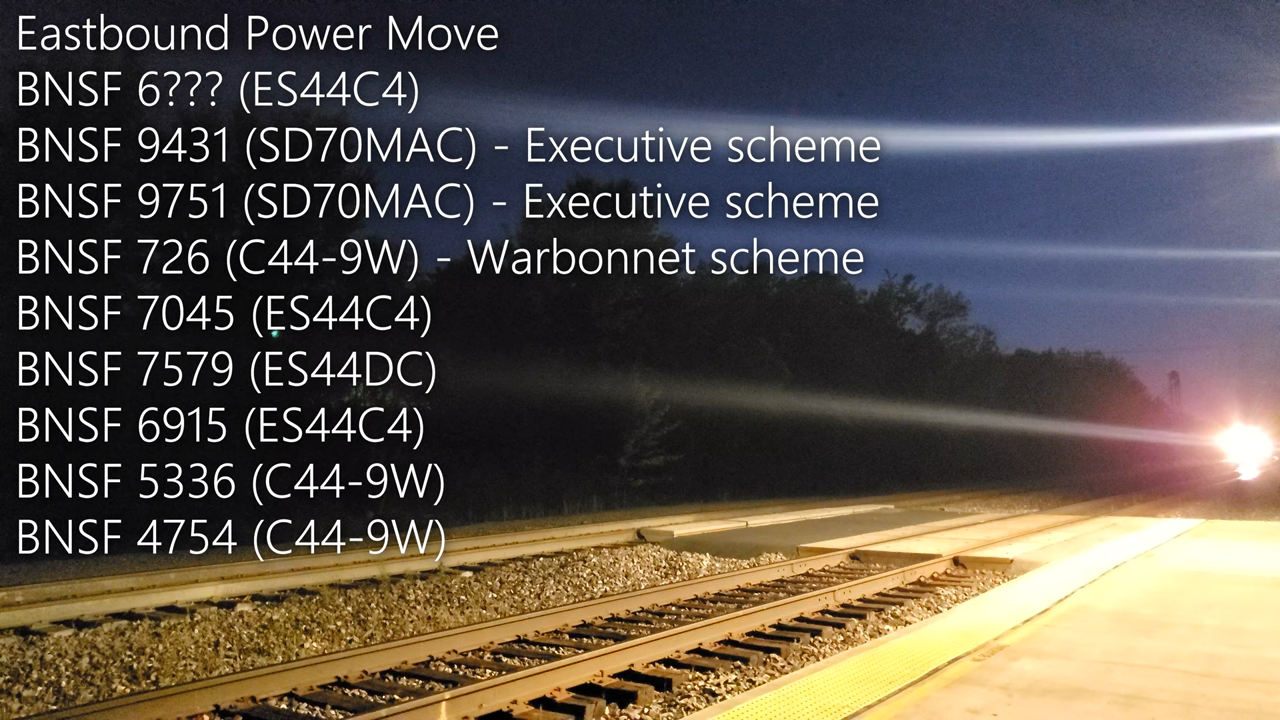 Eastbound Power Move
BNSF 6??? (ES44C4)
BNSF 9431 (SD70MAC) - Executive scheme
BNSF 9751 (SD70MAC) - Executive scheme
BNSF 726 (C44-9W) - Warbonnet scheme
BNSF 7045 (ES44C4)
BNSF 7579 (ES44DC)
BNSF 6915 (ES44C4)
BNSF 5336 (C44-9W)
BNSF 4754 (C44-9W)